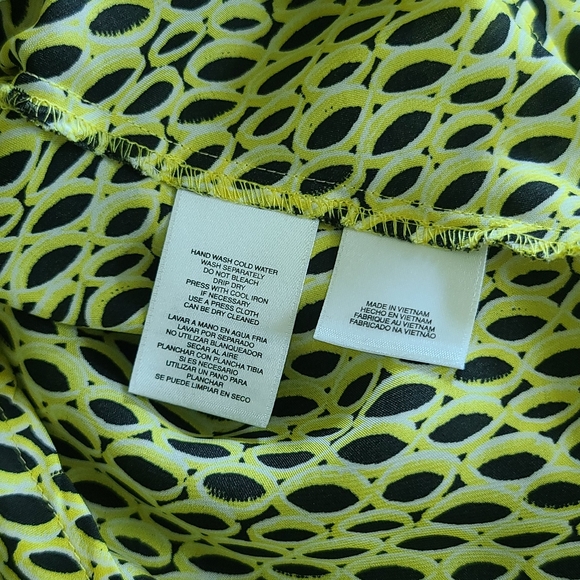 HAND WASH COLD WATER
WASH SEPARATELY
DO NOT BLEACH
DRIP DRY
PRESS WITH COOL IRON
IF NECESSARY
USE A PRESS CLOTH
CAN BE DRY CLEANED
LAVAR A MANO EN AGUA FRIA
LAVAR POR SEPARADO
NO UTILIZAR BLANQUEADOR
SECAR AL AIRE
PLANCHAR CON PLANCHA TIBIA
SI ES NECESARIO
UTILIZAR UN PANO PARA
PLANCHAR
SE PUEDE LIMPIAR EN SECO
MADE IN VIETNAM
HECHO EN VIETNAM
FABRIQUE AU VIETNAM
FABRICADO NA VIETNÃO